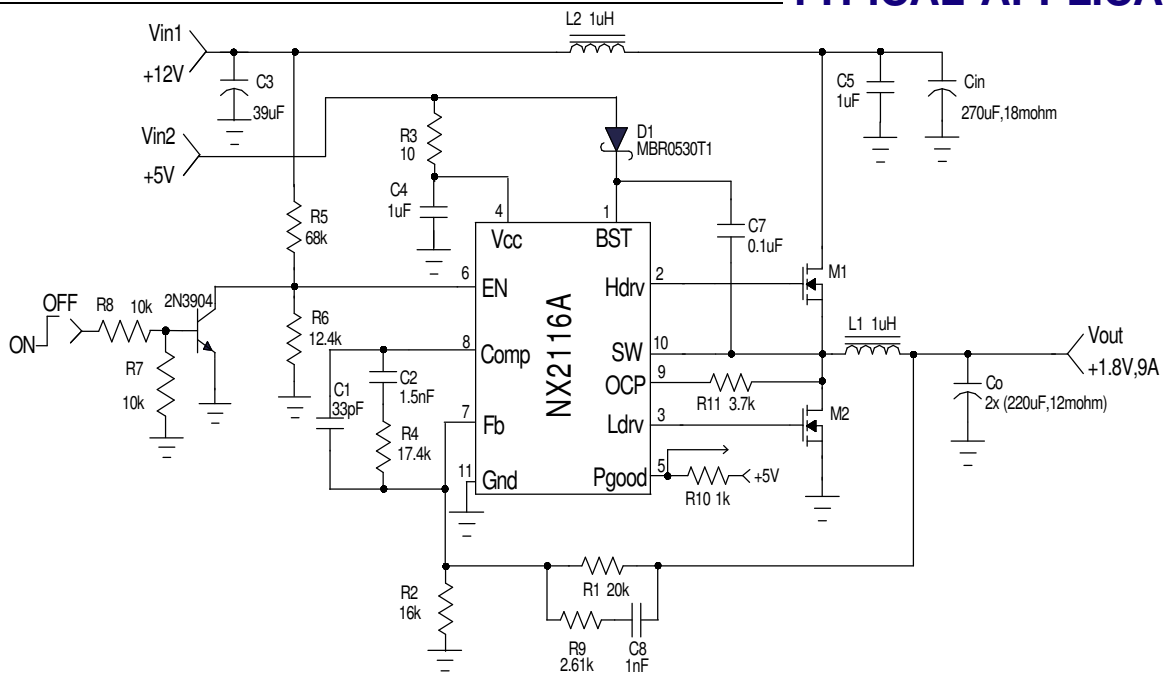 L2 1uH
Vin1
+12V
C3
39uF
C5
1uF
Cin
270uF,18mohm
Vin2
+5V
R3
10
D1
MBR0530T1
C4
1uF
4
1
Vcc
BST
C7
0.1uF
R5
68k
6
EN
Hdrv
2
M1
OFF
ON
R8
10k
2N3904
R7
10k
R6
12.4k
NX2116A
8
Comp
SW
10
L1 1uH
Vout
+1.8V,9A
OCP
9
R11 3.7k
C1
33pF
C2
1.5nF
Co
2x (220uF,12mohm)
7
Fb
Ldrv
3
M2
R4
17.4k
11
Gnd
Pgood
5
R10 1k
+5V
R2
16k
R1 20k
R9
2.61k
C8
1nF